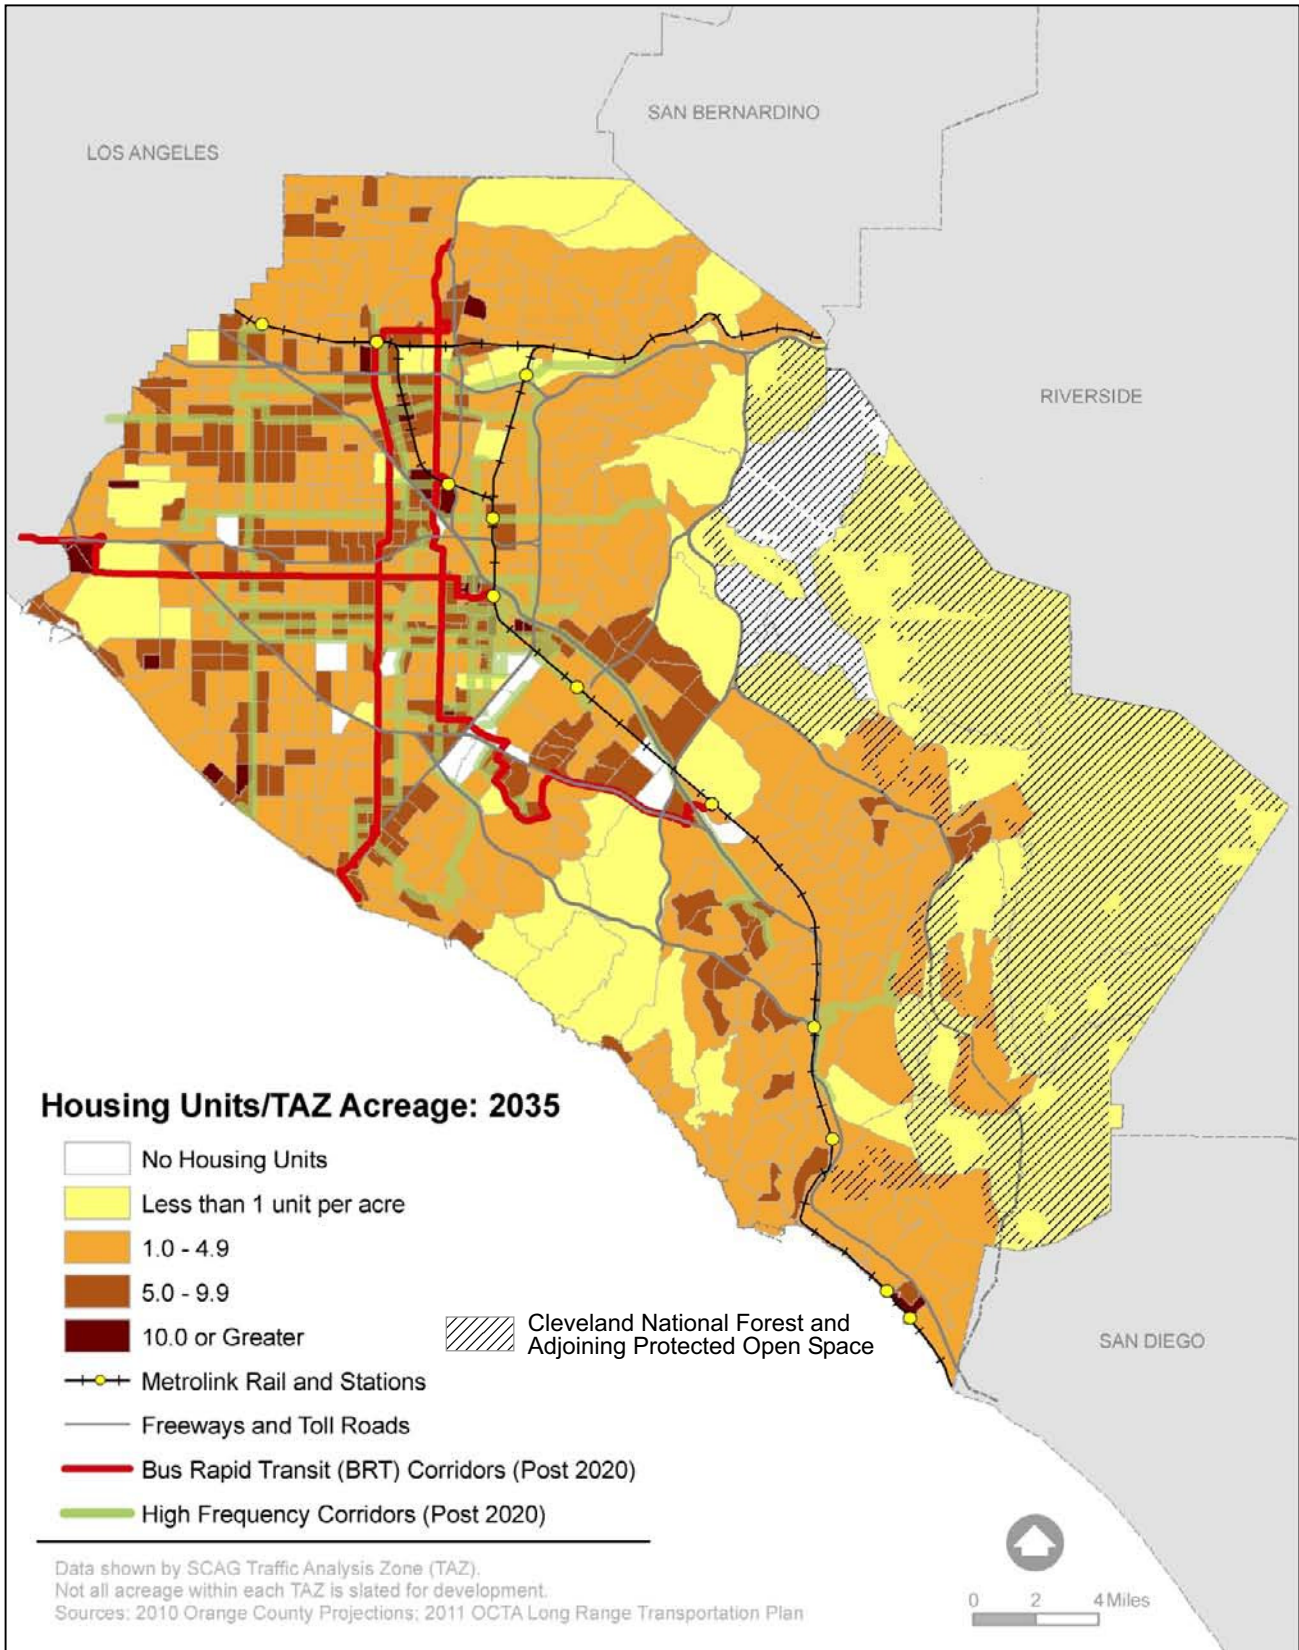 SAN BERNARDINO
LOS ANGELES
RIVERSIDE
Housing Units/TAZ Acreage: 2035
No Housing Units
Less than 1 unit per acre
1.0 - 4.9
5.0 - 9.9
10.0 or Greater
Cleveland National Forest and
Adjoining Protected Open Space
SAN DIEGO
Metrolink Rail and Stations
Freeways and Toll Roads
Bus Rapid Transit (BRT) Corridors (Post 2020)
High Frequency Corridors (Post 2020)
Data shown by SCAG Traffic Analysis Zone (TAZ).
Not all acreage within each TAZ is slated for development.
Sources: 2010 Orange County Projections; 2011 OCTA Long Range Transportation Plan
0 2 4 Miles